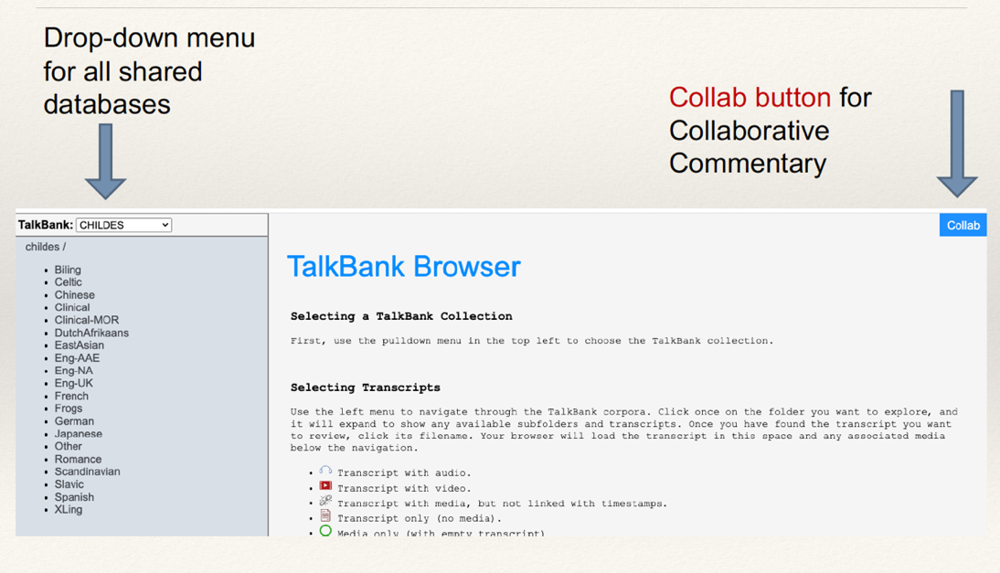 Drop-down menu
for all shared
databases
Collab button for
Collaborative
Commentary
TalkBank: CHILDES
Collab
childes /
Biling
Celtic
Chinese
Clinical
Clinical-MOR
DutchAfrikaans
EastAsian
Eng-AAE
Eng-NA
Eng-UK
French
Frogs
German
Japanese
Other
Romance
Scandinavian
Slavic
Spanish
XLing
TalkBank Browser
Selecting a TalkBank Collection
First, use the pulldown menu in the top left to choose the TalkBank collection.
Selecting Transcripts
Use the left menu to navigate through the TalkBank corpora. Click once on the folder you want to explore, and
it will expand to show any available subfolders and transcripts. Once you have found the transcript you want
to review, click its filename. Your browser will load the transcript in this space and any associated media
below the navigation.
Transcript with audio.
Transcript with video.
Transcript with media, but not linked with timestamps.
Transcript only (no media).
Media only (with empty transcript)